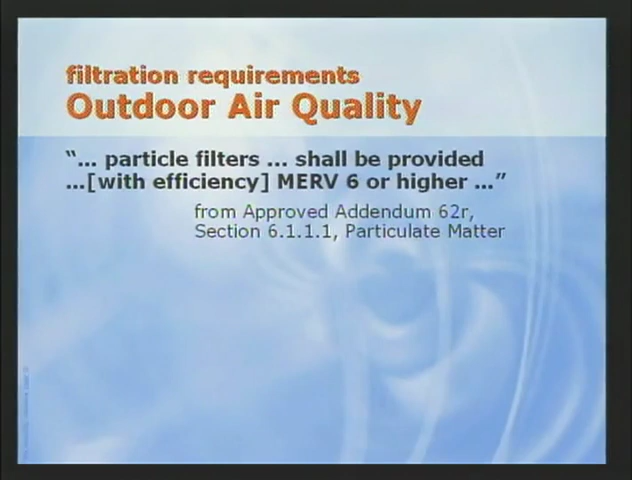 filtration requirements
Outdoor Air Quality
“... particle filters ... shall be provided
...[with efficiency] MERV 6 or higher ...”
from Approved Addendum 62r,
Section 6.1.1.1, Particulate Matter